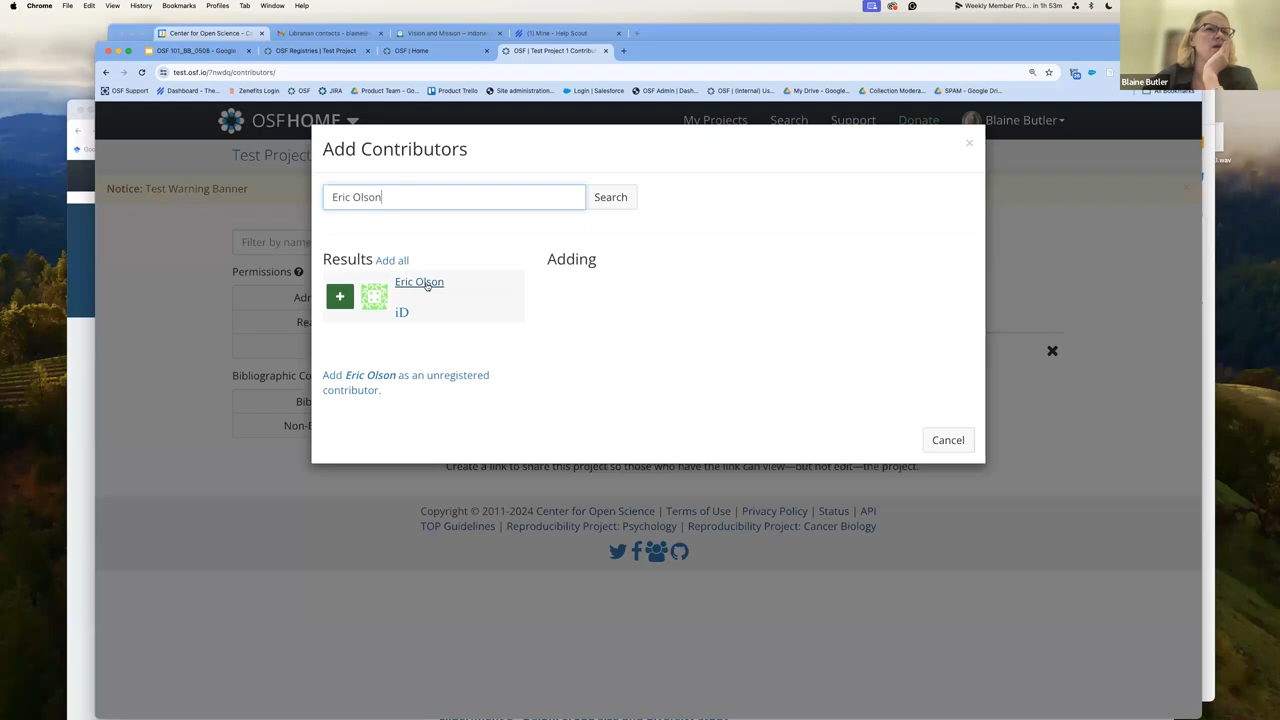 Chrome File Edit View History Bookmarks Profiles Tab Window Help
Weekly Member Pro... in 1h 53m
Center for Open Science - C
Vision and Mission – indone
(1) Mine - Help Scout
OSF 101_BB_0508 - Google
OSF Registries | Test Project
OSF | Home
OSF | Test Project 1 Contribu
test.osf.io/?nwdq/contributors/
OSF Support
Dashboard - The...
Zenefits Login
OSF
JIRA
Product Team - Go...
Product Trello
Site administration...
Login | Salesforce
OSF Admin | Dash...
OSF | (Internal) Us...
My Drive - Google...
Collection Modera...
SPAM - Google Dri...
All Bookmarks
Blaine Butler
OSFHOME
My Projects
Search
Support
Donate
Blaine Butler
Test Project
Notice: Test Warning Banner
Filter by name
Permissions
Bibliographic Co
Bib
Non-B
Add Contributors
×
Eric Olson
Search
Results Add all
Adding
+
Eric Olson
iD
Add Eric Olson as an unregistered
contributor.
Cancel
Create a link to share this project so those who have the link can view—but not edit—the project.
Copyright © 2011-2024 Center for Open Science | Terms of Use | Privacy Policy | Status | API
TOP Guidelines | Reproducibility Project: Psychology | Reproducibility Project: Cancer Biology